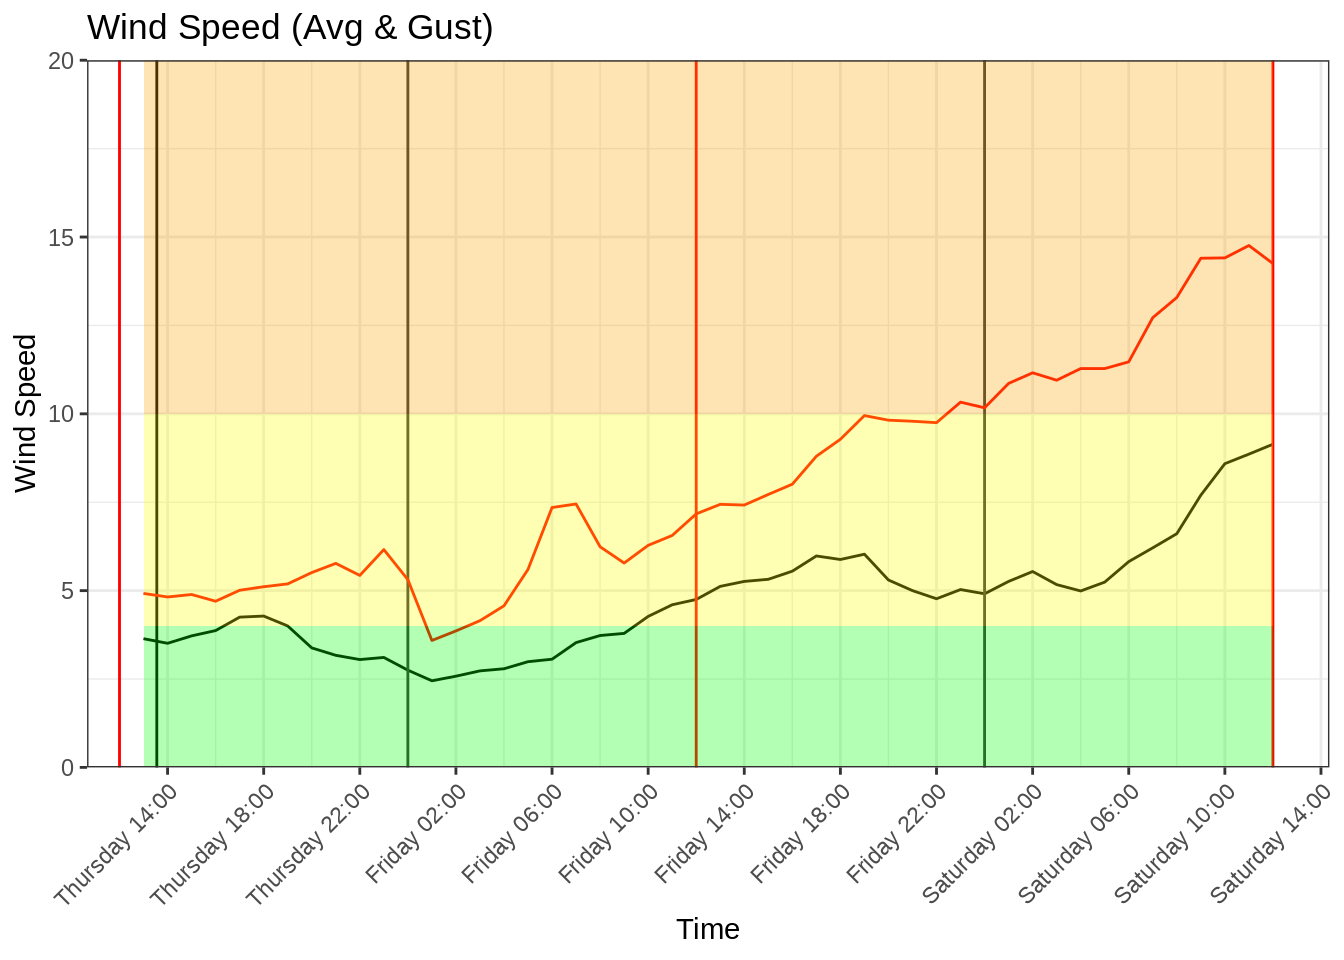 Wind Speed (Avg & Gust)
20
15
10
5
0
Wind Speed
Thursday 14:00
Thursday 18:00
Thursday 22:00
Friday 02:00
Friday 06:00
Friday 10:00
Friday 14:00
Friday 18:00
Friday 22:00
Saturday 02:00
Saturday 06:00
Saturday 10:00
Saturday 14:00
Time